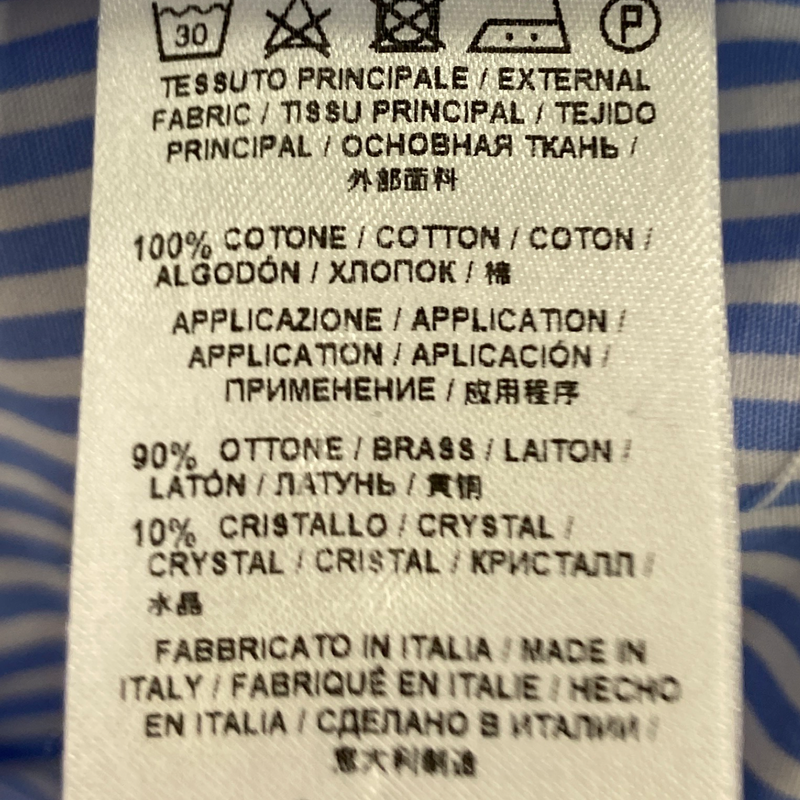 30
P
TESSUTO PRINCIPALE / EXTERNAL
FABRIC / TISSU PRINCIPAL / TEJIDO
PRINCIPAL / ОСНОВНАЯ ТКАНЬ /
外部面料
100% COTONE / COTTON / COTON /
ALGODÓN / ХЛОПОК / 棉
APPLICAZIONE / APPLICATION /
APPLICATION / APLICACIÓN /
ПРИМЕНЕНИЕ / 应用程序
90% OTTONE / BRASS / LAITON /
LATÓN / ЛАТУНЬ / 黄铜
10% CRISTALLO / CRYSTAL /
CRYSTAL / CRISTAL / КРИСТАЛЛ /
水晶
FABBRICATO IN ITALIA / MADE IN
ITALY / FABRIQUÉ EN ITALIE / HECHO
EN ITALIA / СДЕЛАНО В ИТАЛИИ /
意大利制造